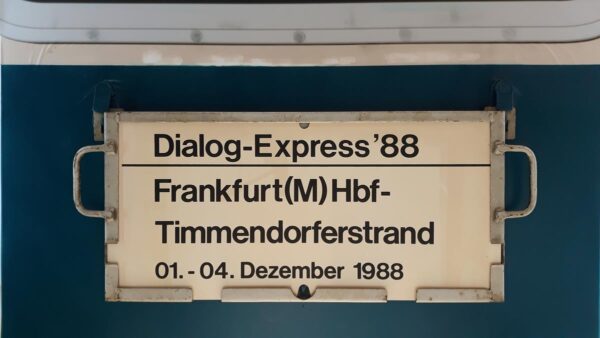 Dialog-Express '88
Frankfurt(M)Hbf-
Timmendorferstrand
01.-04. Dezember 1988